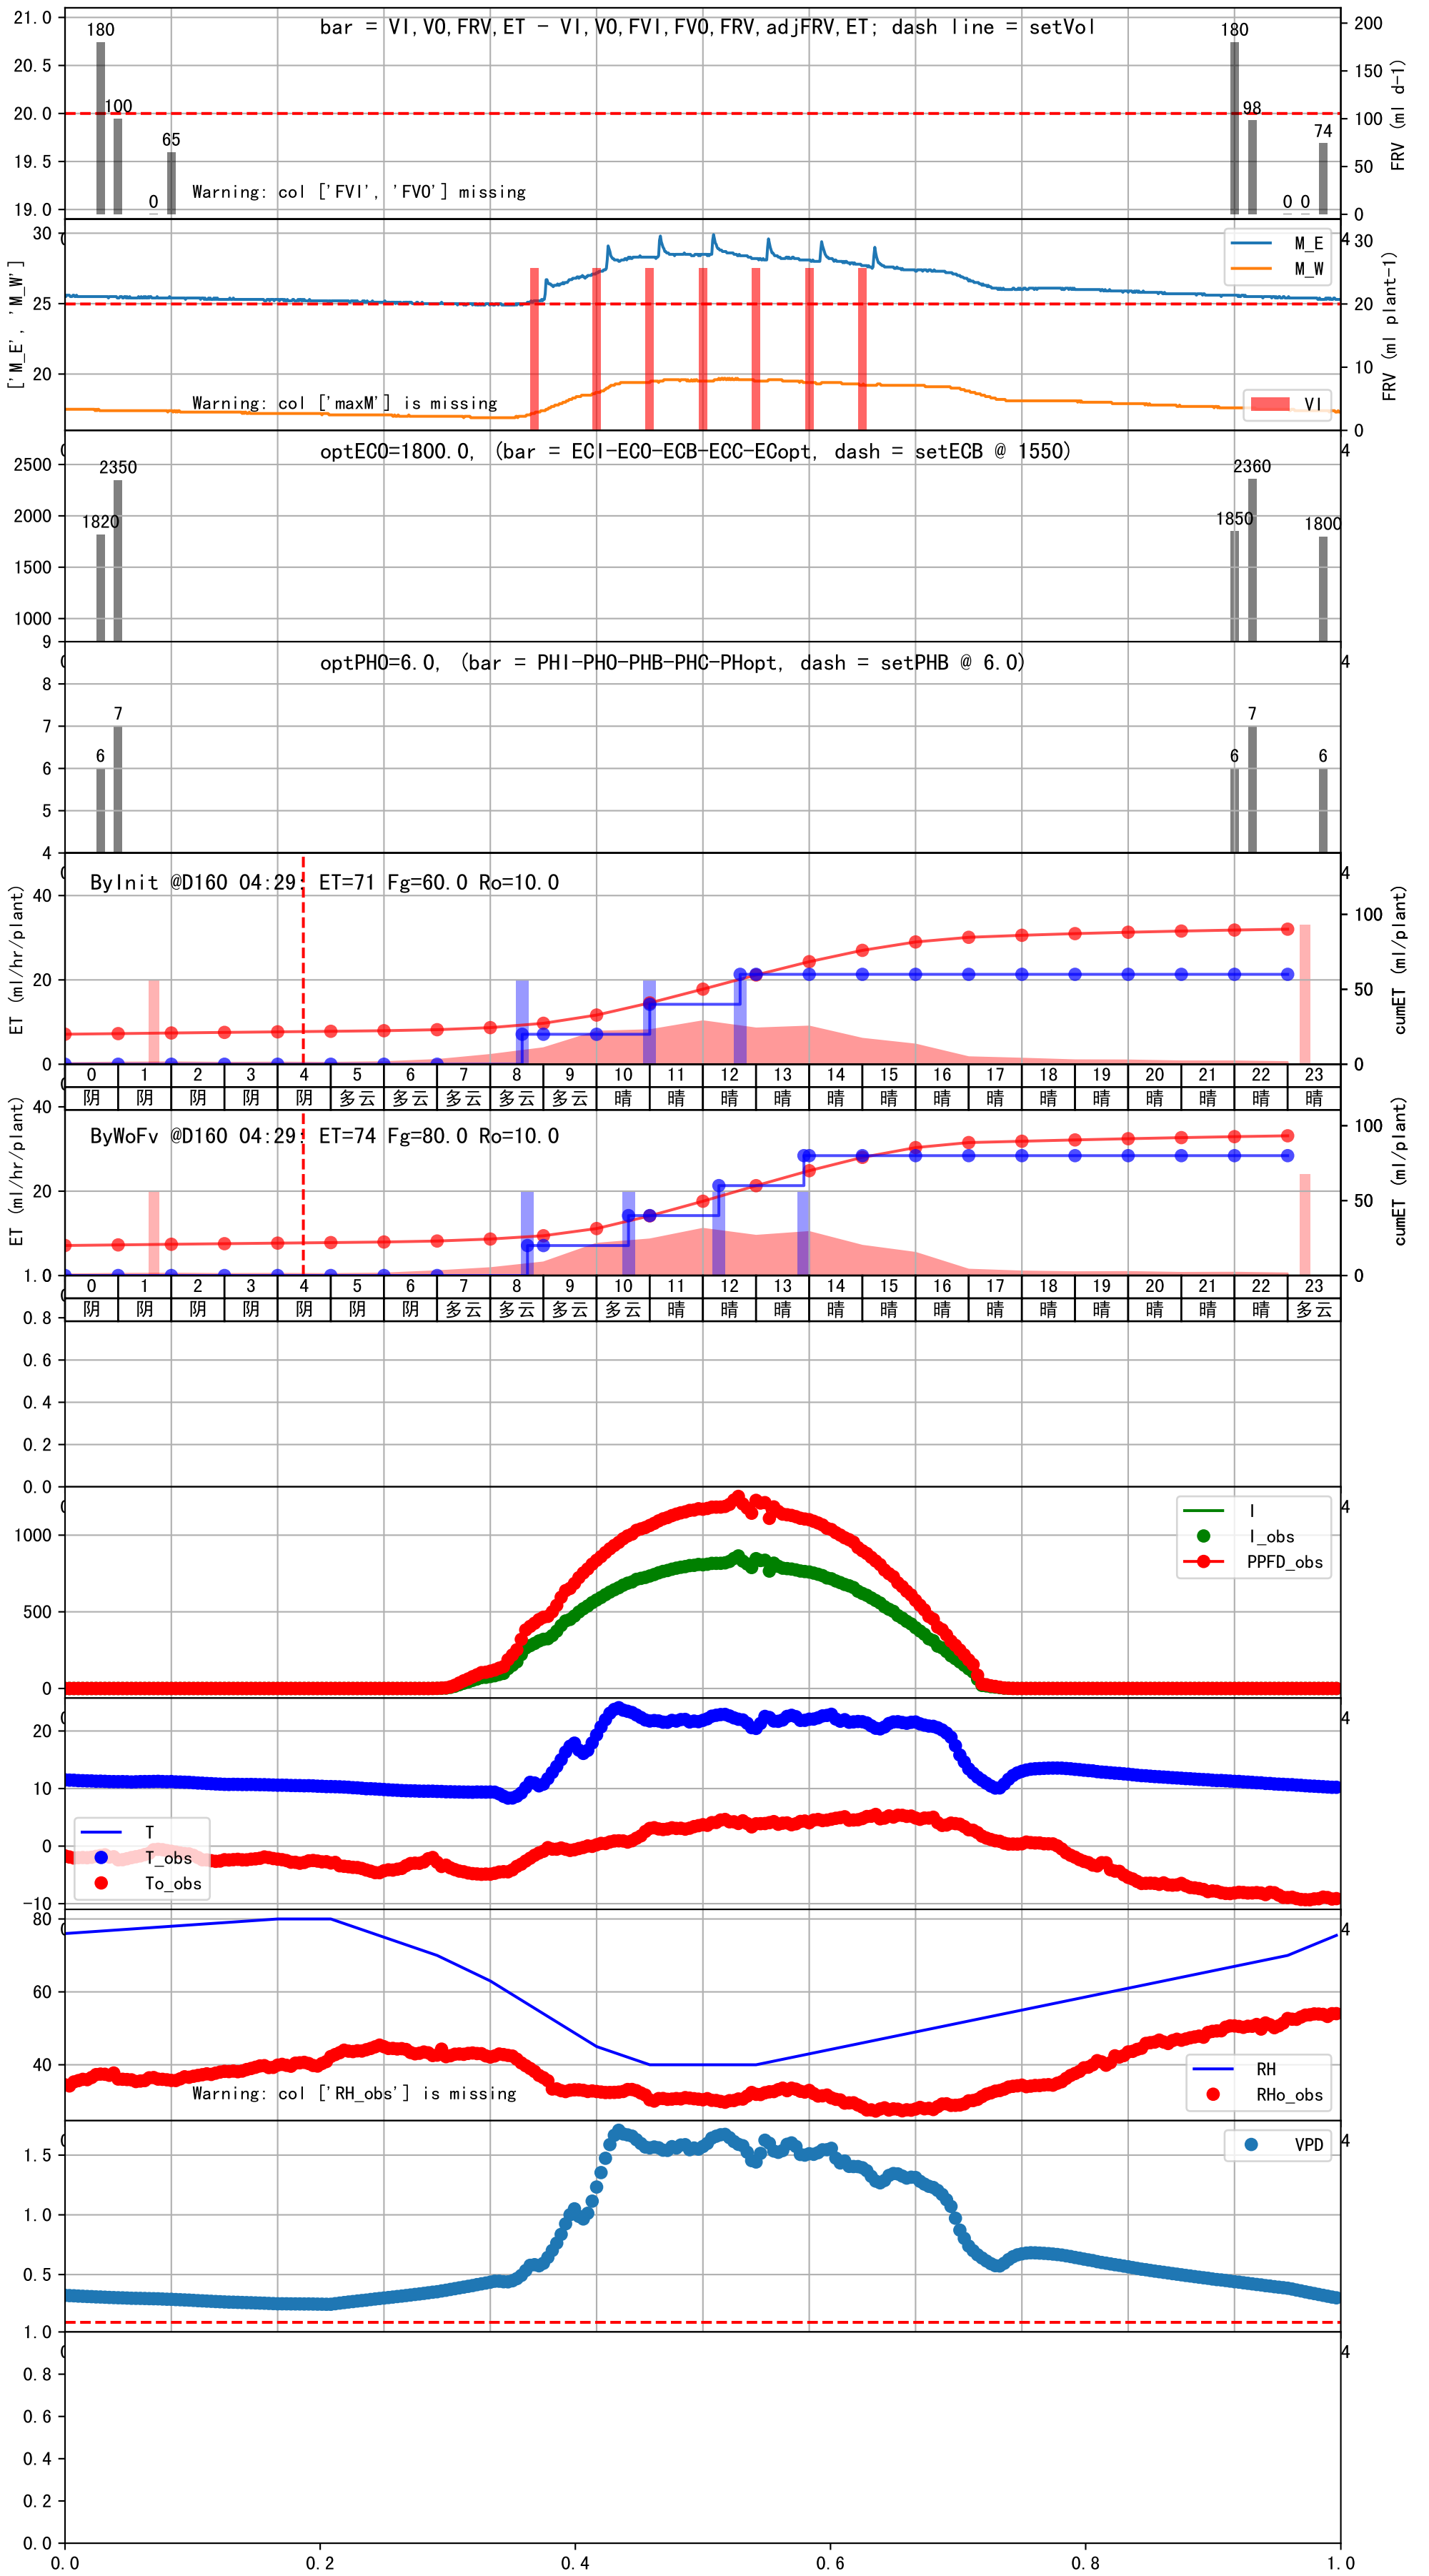 bar = VI,VO,FRV,ET - VI,VO,FVI,FVO,FRV,adjFRV,ET; dash line = setVol
21.0
20.5
20.0
19.5
19.0
180
100
0
65
180
98
0
0
74
200
150
100
50
0
FRV (ml d-1)
Warning: col ['FVI', 'FVO'] missing
['M_E', 'M_W']
30
25
20
M_E
M_W
4
30
20
10
0
FRV (ml plant-1)
Warning: col ['maxM'] is missing
VI
optECO=1800.0, (bar = ECI-ECO-ECB-ECC-ECopt, dash = setECB @ 1550)
4
2500
2000
1500
1000
1820
2350
1850
2360
1800
optPHO=6.0, (bar = PHI-PHO-PHB-PHC-PHopt, dash = setPHB @ 6.0)
4
9
8
7
6
5
4
6
7
6
7
6
ByInit @D160 04:29: ET=71 Fg=60.0 Ro=10.0
4
ET (ml/hr/plant)
40
20
0
100
50
0
cumET (ml/plant)
0 1 2 3 4 5 6 7 8 9 10 11 12 13 14 15 16 17 18 19 20 21 22 23
阴 阴 阴 阴 阴 多云 多云 多云 多云 多云 晴 晴 晴 晴 晴 晴 晴 晴 晴 晴 晴 晴 晴 晴
ByWoFv @D160 04:29: ET=74 Fg=80.0 Ro=10.0
ET (ml/hr/plant)
40
20
100
50
0
cumET (ml/plant)
0 1 2 3 4 5 6 7 8 9 10 11 12 13 14 15 16 17 18 19 20 21 22 23
阴 阴 阴 阴 阴 阴 阴 多云 多云 多云 多云 晴 晴 晴 晴 晴 晴 晴 晴 晴 晴 晴 晴 多云
1.0
0.8
0.6
0.4
0.2
0.0
4
1000
500
0
I
I_obs
PPFD_obs
4
20
10
0
-10
T
T_obs
To_obs
4
80
60
40
Warning: col ['RH_obs'] is missing
RH
RHo_obs
4
1.5
1.0
0.5
VPD
4
1.0
0.8
0.6
0.4
0.2
0.0
0.0 0.2 0.4 0.6 0.8 1.0